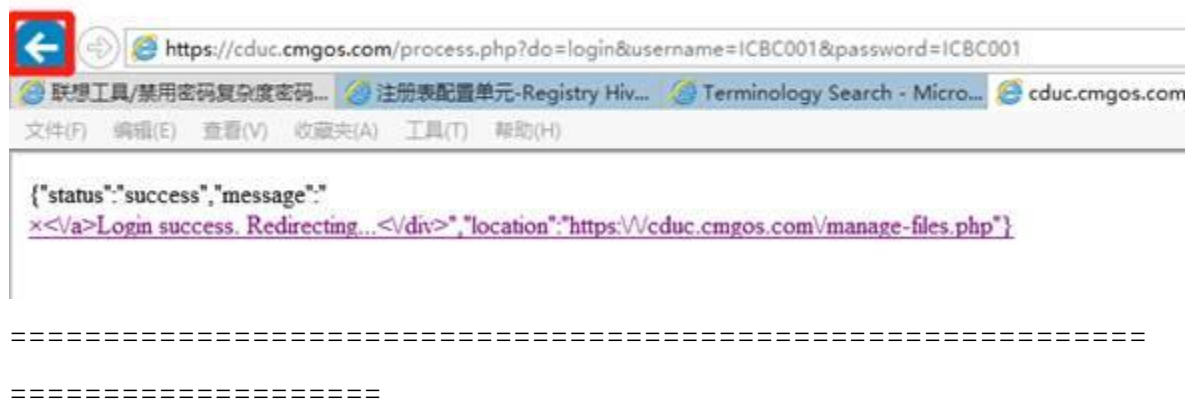 https://cduc.cmgos.com/process.php?do=login&username=ICBC001&password=ICBC001
联想工具/禁用密码复杂度密码... 注册表配置单元-Registry Hiv... Terminology Search - Micro... cduc.cmgos.com
文件(F) 编辑(E) 查看(V) 收藏夹(A) 工具(T) 帮助(H)
{"status":"success","message":"
×<\/a>Login success. Redirecting...<\/div>","location":"https:\/\/cduc.cmgos.com\/manage-files.php"}
=============================================================
====================